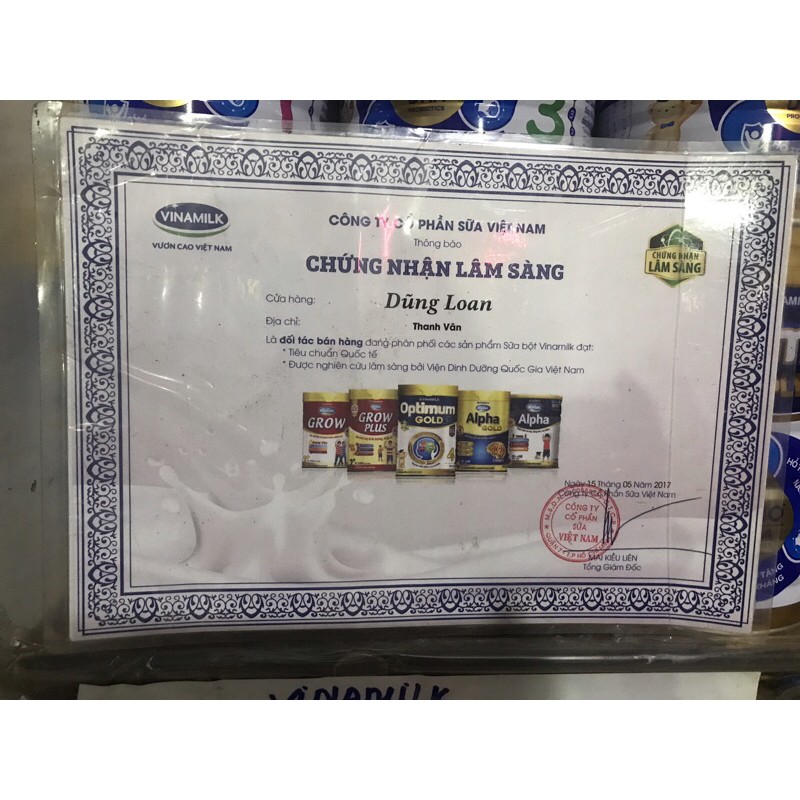 VINAMILK
VƯƠN CAO VIỆT NAM
CÔNG TY CỔ PHẦN SỮA VIỆT NAM
Thông báo
CHỨNG NHẬN LÂM SÀNG
CHỨNG NHẬN
LÂM SÀNG
Cửa hàng: Dũng Loan
Địa chỉ: Thanh Vân
Là đối tác bán hàng đang phân phối các sản phẩm Sữa bột Vinamilk đạt:
* Tiêu chuẩn Quốc tế
* Được nghiên cứu lâm sàng bởi Viện Dinh Dưỡng Quốc Gia Việt Nam
GROW
GROW
PLUS
Optimum
GOLD
4
Alpha
GOLD
Alpha
Ngày 15 Tháng 05 Năm 2017
Công ty Cổ Phần Sữa Việt Nam
CÔNG TY
CỔ PHẦN
SỮA
VIỆT NAM
MAI KIỀU LIÊN
Tổng Giám Đốc
VINAMILK
3